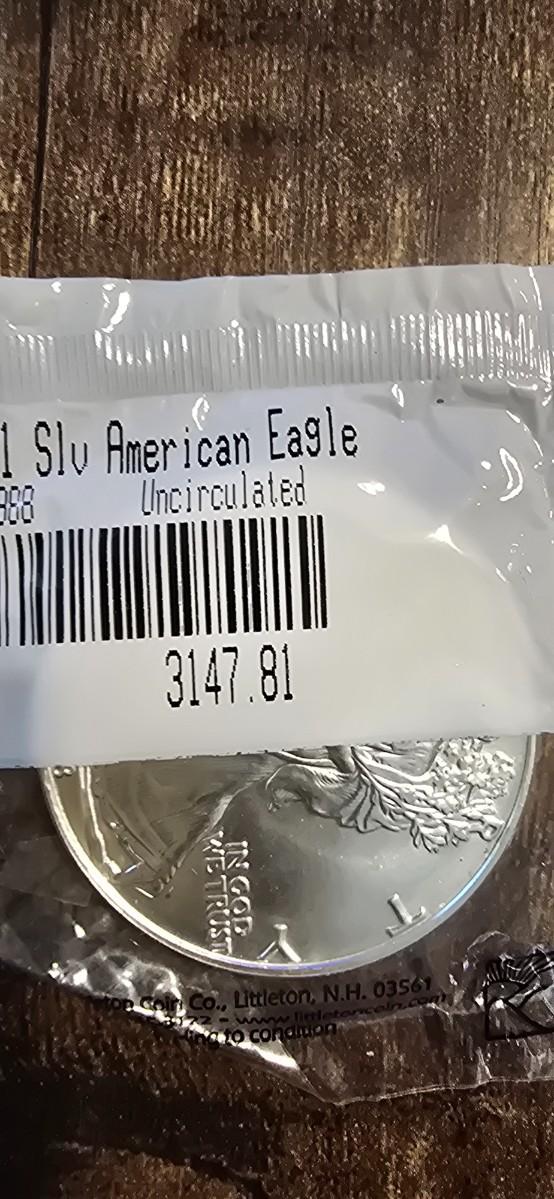 1 Slv American Eagle
Uncirculated
3147.81
IN GOD
WE TRUST
T Y
Coin Co., Littleton, N.H. 03561
- www.littletoncoin.com
to condition